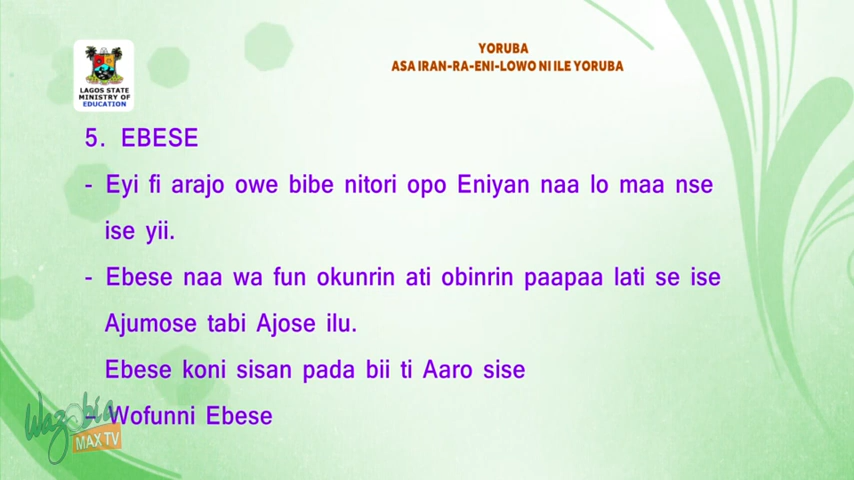 YORUBA
ASA IRAN-RA-ENI-LOWO NI ILE YORUBA
LAGOS STATE
MINISTRY OF
EDUCATION
5. EBESE
- Eyi fi arajo owe bibe nitori opo Eniyan naa lo maa nse
ise yii.
- Ebese naa wa fun okunrin ati obinrin paapaa lati se ise
Ajumose tabi Ajose ilu.
Ebese koni sisan pada bii ti Aaro sise
- Wofunni Ebese
Wazobia
MAX TV